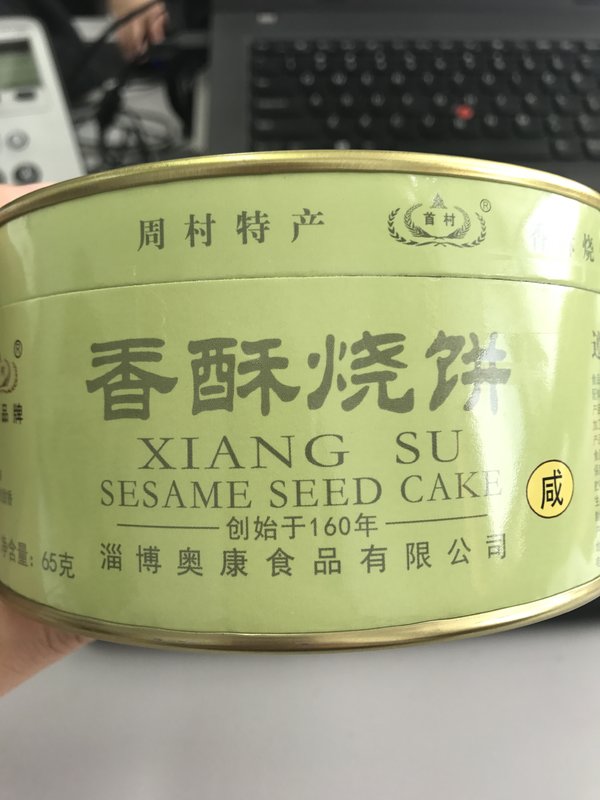 周村特产
首村
®
香酥烧饼
XIANG SU
SESAME SEED CAKE
咸
创始于160年
淄博奥康食品有限公司
品牌
净含量：65克